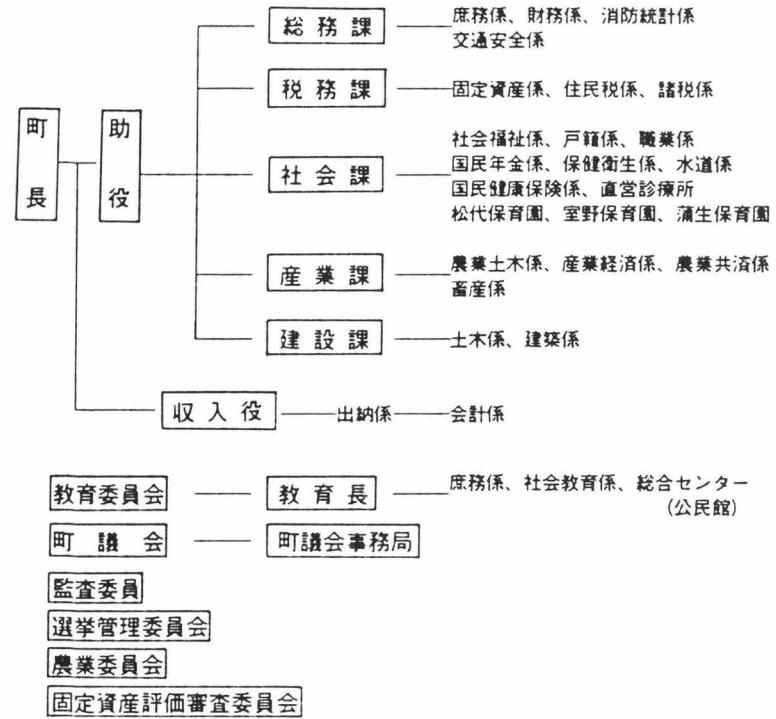 総務課
庶務係、財務係、消防統計係
交通安全係
税務課
固定資産係、住民税係、諸税係
町長
助役
社会課
社会福祉係、戸籍係、職業係
国民年金係、保健衛生係、水道係
国民健康保険係、直営診療所
松代保育園、室野保育園、蒲生保育園
産業課
農業土木係、産業経済係、農業共済係
畜産係
建設課
土木係、建築係
収入役
出納係
会計係
教育委員会
教育長
庶務係、社会教育係、総合センター
(公民館)
町議会
町議会事務局
監査委員
選挙管理委員会
農業委員会
固定資産評価審査委員会